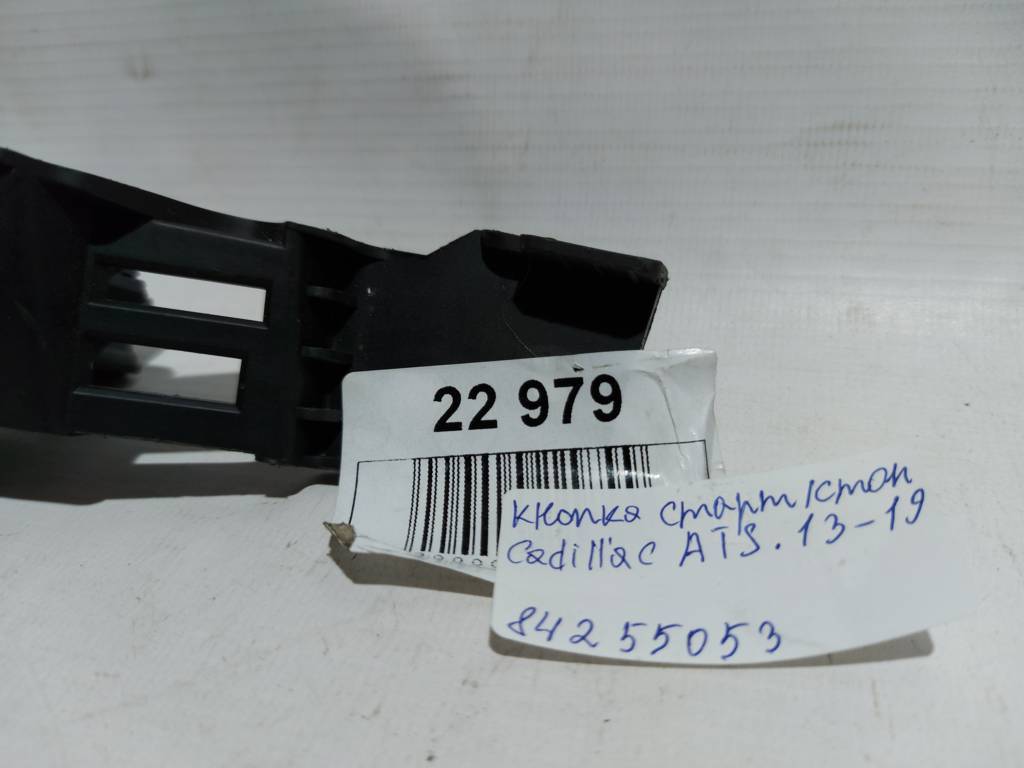 22 979
кнопка старт/стоп
Cadillac ATS. 13-19
84255053